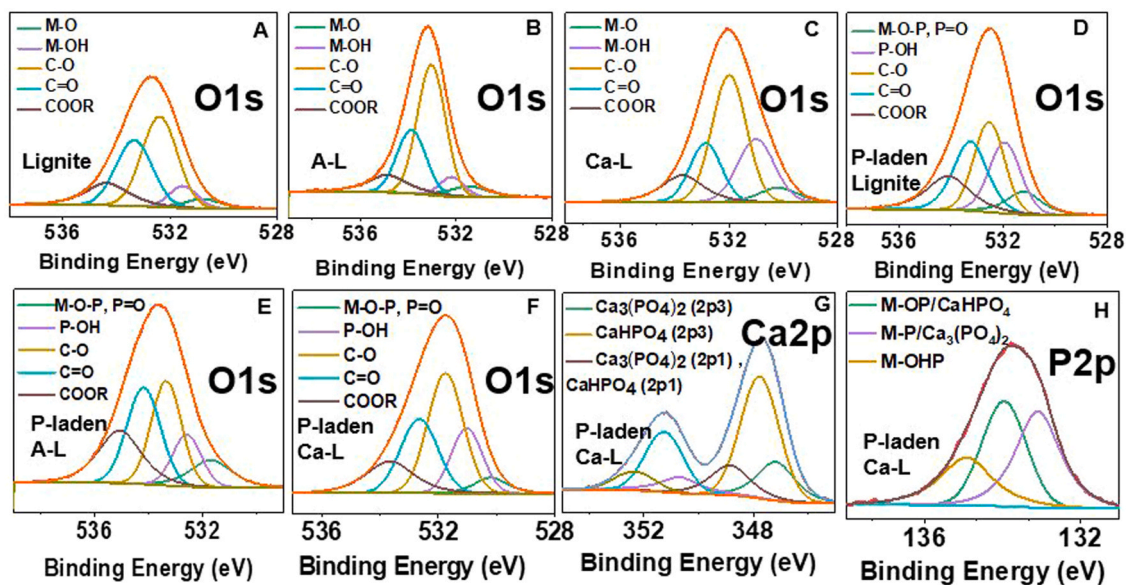 A
M-O
M-OH
C-O
C=O
COOR
O1s
Lignite
536
532
528
Binding Energy (eV)
B
M-O
M-OH
C-O
C=O
COOR
O1s
A-L
536
532
528
Binding Energy (eV)
C
M-O
M-OH
C-O
C=O
COOR
O1s
Ca-L
536
532
528
Binding Energy (eV)
D
M-O-P, P=O
P-OH
C-O
C=O
COOR
O1s
P-laden
Lignite
536
532
528
Binding Energy (eV)
E
M-O-P, P=O
P-OH
C-O
C=O
COOR
O1s
P-laden
A-L
536
532
Binding Energy (eV)
F
M-O-P, P=O
P-OH
C-O
C=O
COOR
O1s
P-laden
Ca-L
536
532
528
Binding Energy (eV)
G
Ca₃(PO₄)₂ (2p3)
CaHPO₄ (2p3)
Ca₃(PO₄)₂ (2p1) ,
CaHPO₄ (2p1)
Ca2p
P-laden
Ca-L
352
348
Binding Energy (eV)
H
M-OP/CaHPO₄
M-P/Ca₃(PO₄)₂
M-OHP
P2p
P-laden
Ca-L
136
132
Binding Energy (eV)